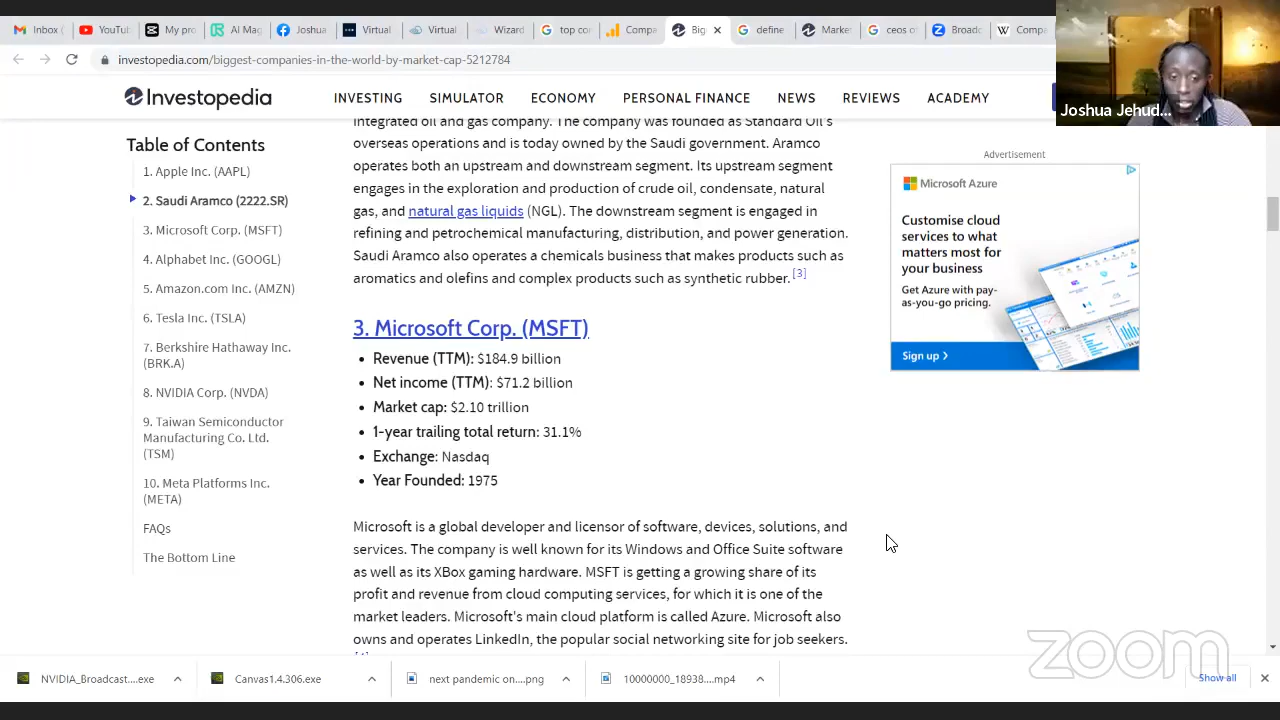 Inbox (
YouTub
My pro
AI Mag
Joshua
Virtual
Virtual
Wizard
top co
Compa
Big
define
Market
ceos of
Broadc
Compa
investopedia.com/biggest-companies-in-the-world-by-market-cap-5212784
Joshua Jehud...
Investopedia
INVESTING
SIMULATOR
ECONOMY
PERSONAL FINANCE
NEWS
REVIEWS
ACADEMY
Table of Contents
1. Apple Inc. (AAPL)
2. Saudi Aramco (2222.SR)
3. Microsoft Corp. (MSFT)
4. Alphabet Inc. (GOOGL)
5. Amazon.com Inc. (AMZN)
6. Tesla Inc. (TSLA)
7. Berkshire Hathaway Inc.
(BRK.A)
8. NVIDIA Corp. (NVDA)
9. Taiwan Semiconductor
Manufacturing Co. Ltd.
(TSM)
10. Meta Platforms Inc.
(META)
FAQs
The Bottom Line
integrated oil and gas company. The company was founded as Standard Oil's
overseas operations and is today owned by the Saudi government. Aramco
operates both an upstream and downstream segment. Its upstream segment
engages in the exploration and production of crude oil, condensate, natural
gas, and natural gas liquids (NGL). The downstream segment is engaged in
refining and petrochemical manufacturing, distribution, and power generation.
Saudi Aramco also operates a chemicals business that makes products such as
aromatics and olefins and complex products such as synthetic rubber. [3]
3. Microsoft Corp. (MSFT)
Revenue (TTM): $184.9 billion
Net income (TTM): $71.2 billion
Market cap: $2.10 trillion
1-year trailing total return: 31.1%
Exchange: Nasdaq
Year Founded: 1975
Microsoft is a global developer and licensor of software, devices, solutions, and
services. The company is well known for its Windows and Office Suite software
as well as its XBox gaming hardware. MSFT is getting a growing share of its
profit and revenue from cloud computing services, for which it is one of the
market leaders. Microsoft's main cloud platform is called Azure. Microsoft also
owns and operates LinkedIn, the popular social networking site for job seekers.
Advertisement
Microsoft Azure
Customise cloud
services to what
matters most for
your business
Get Azure with pay-
as-you-go pricing.
Sign up
zoom
NVIDIA_Broadcast....exe
Canvas1.4.306.exe
next pandemic on....png
10000000_18938....mp4
Show all